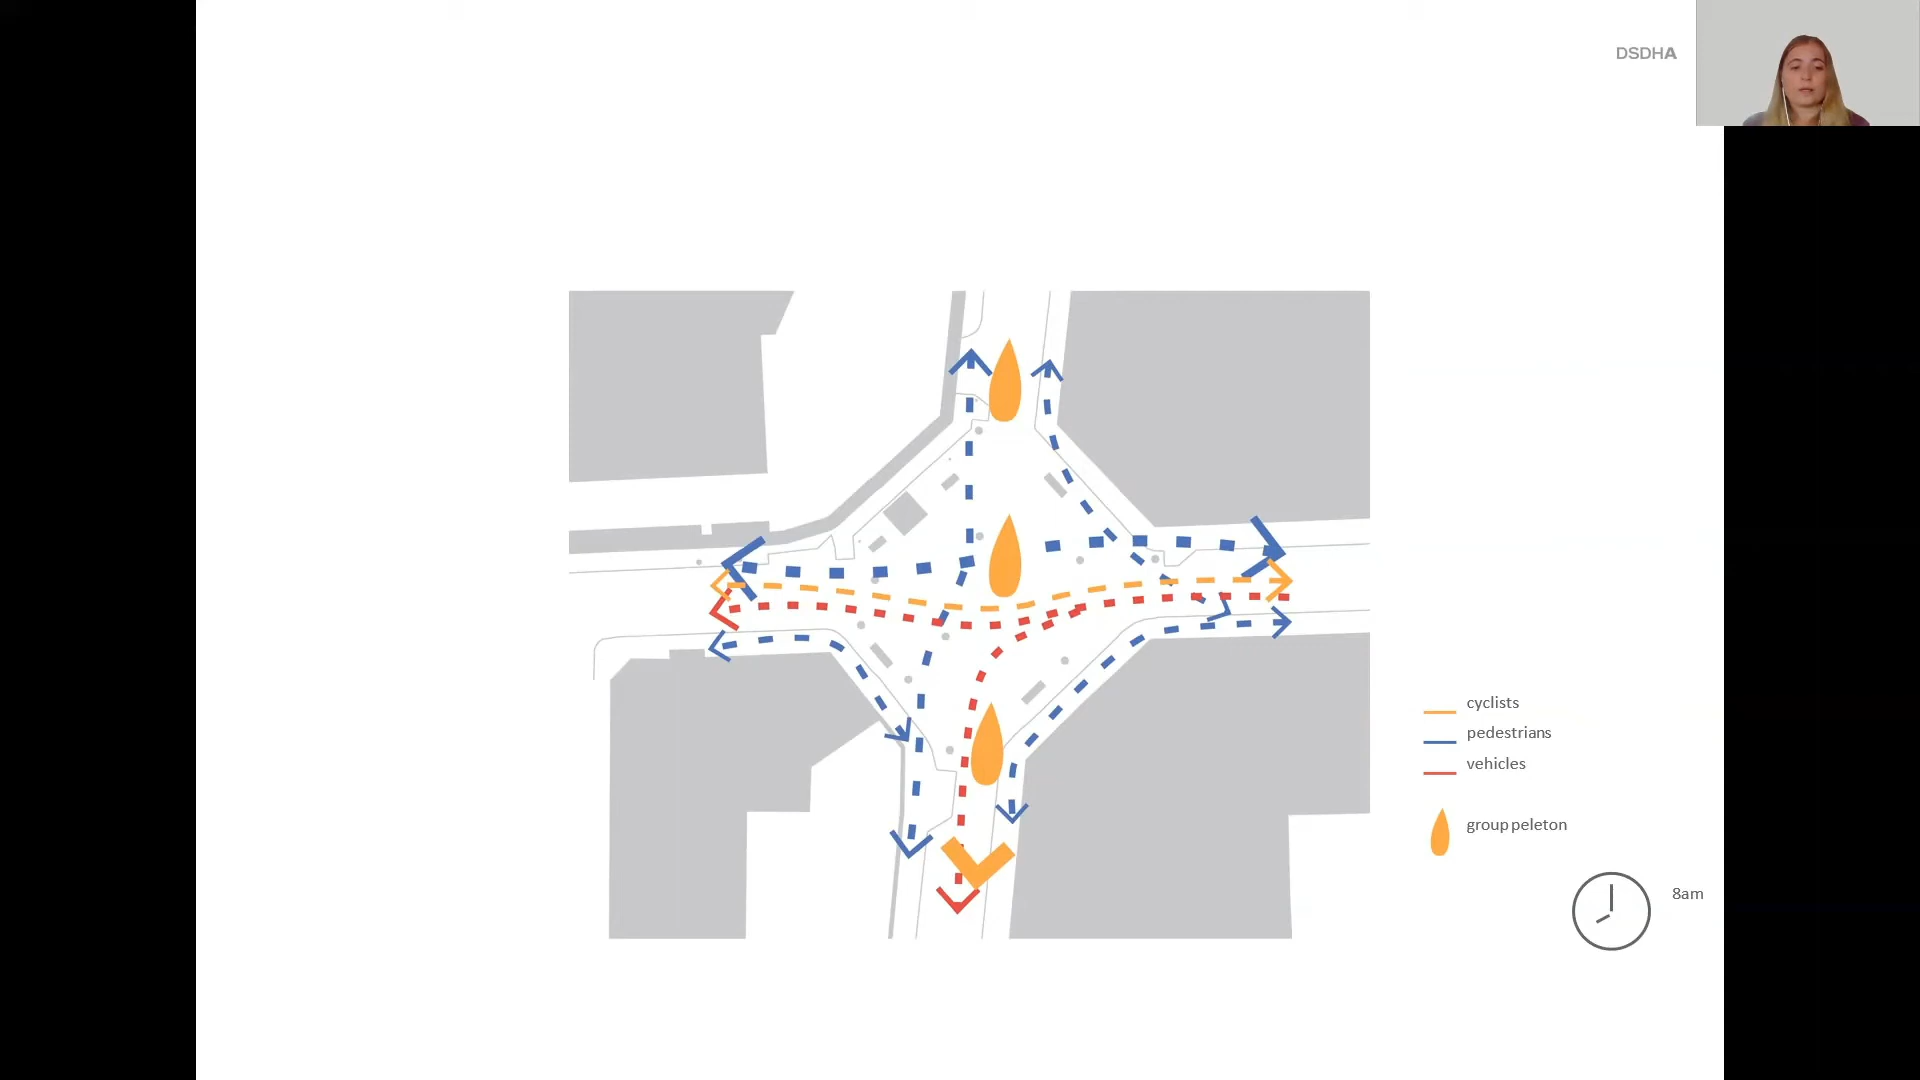 DSDHA
cyclists
pedestrians
vehicles
group peleton
8am